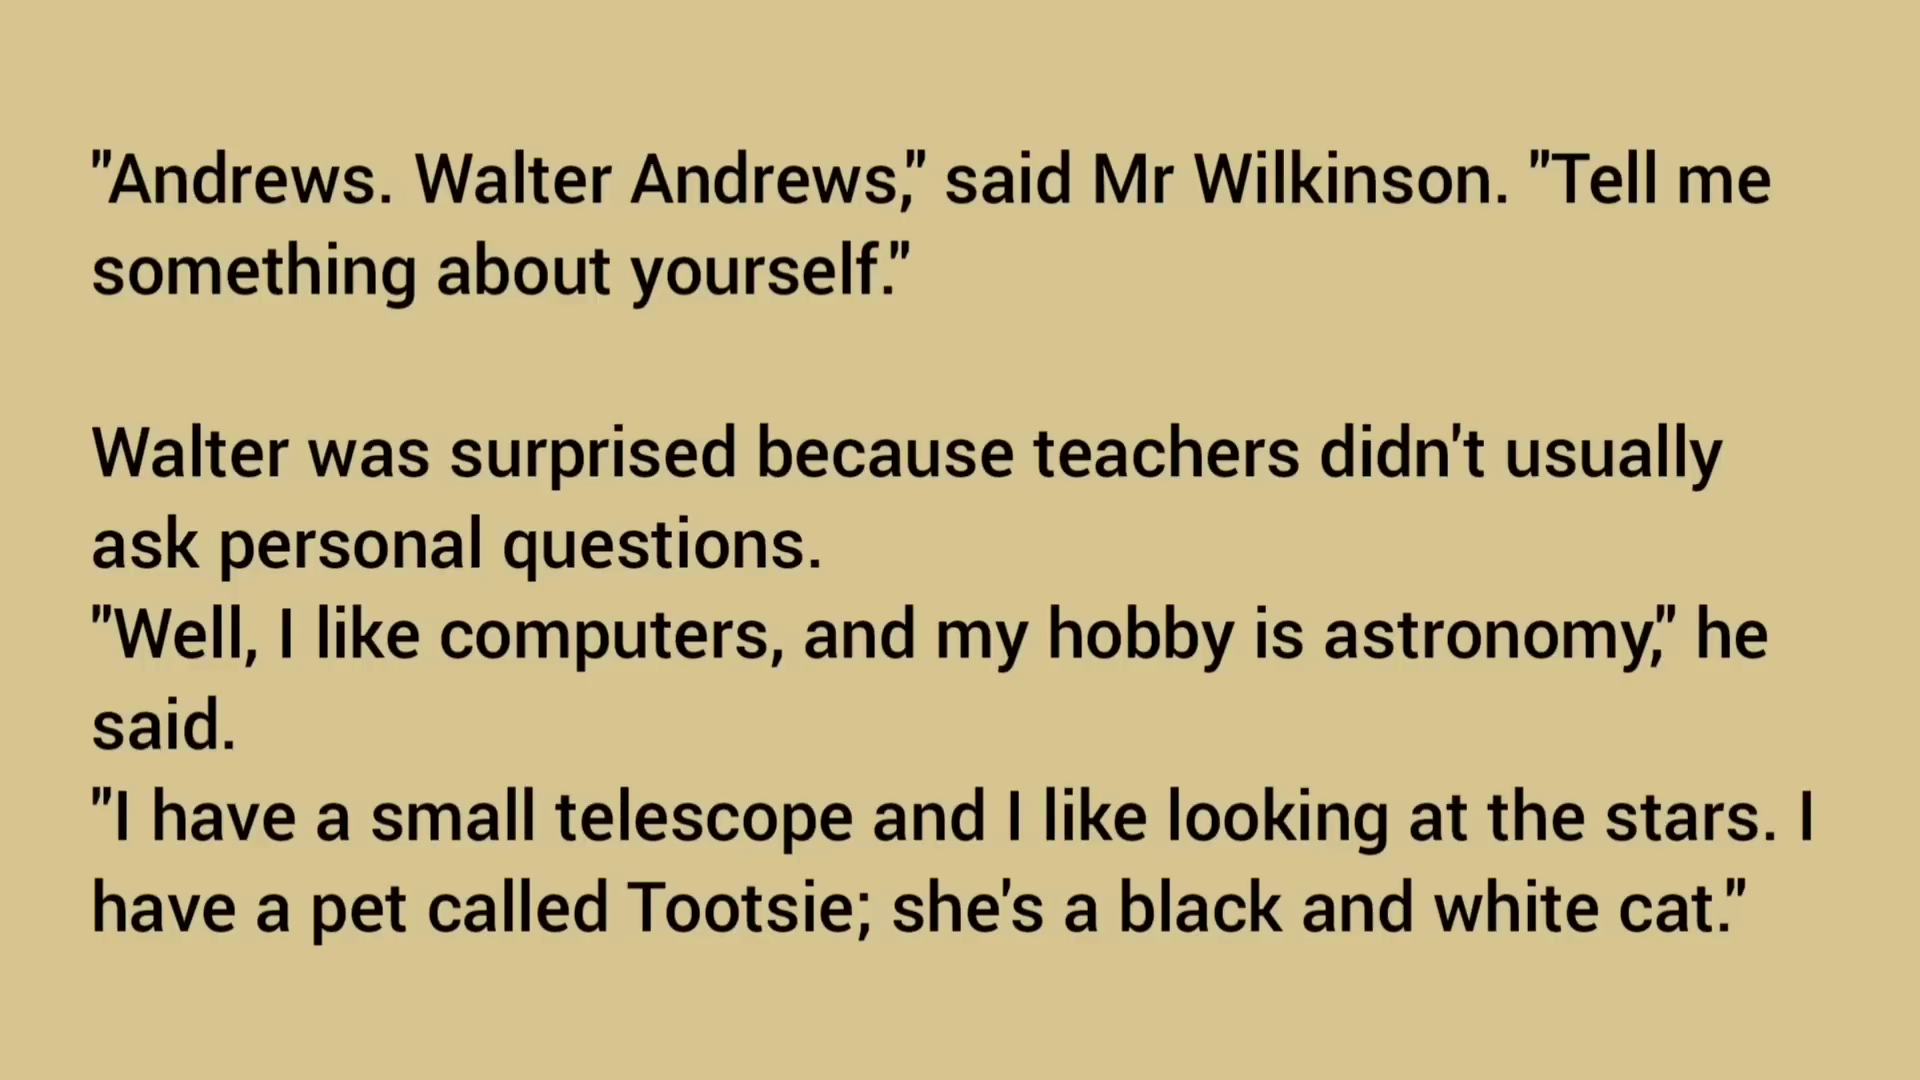 "Andrews. Walter Andrews," said Mr Wilkinson. "Tell me
something about yourself."
Walter was surprised because teachers didn't usually
ask personal questions.
"Well, I like computers, and my hobby is astronomy," he
said.
"I have a small telescope and I like looking at the stars. I
have a pet called Tootsie; she's a black and white cat."